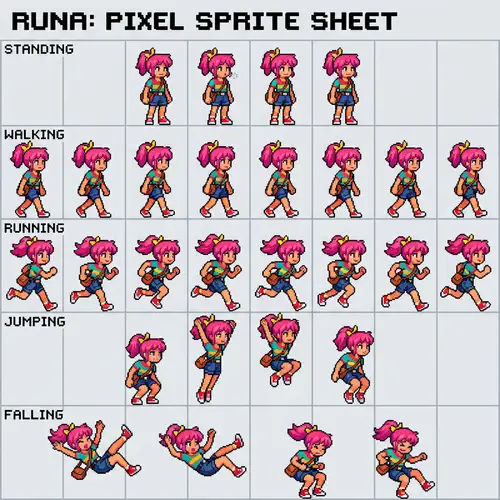 RUNA: PIXEL SPRITE SHEET
STANDING
WALKING
RUNNING
JUMPING
FALLING